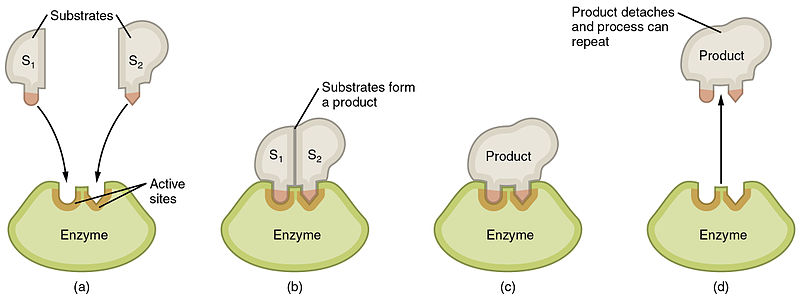 Substrates
S1
S2
Active
sites
Enzyme
(a)
Substrates form
a product
S1
S2
Enzyme
(b)
Product
Enzyme
(c)
Product detaches
and process can
repeat
Product
Enzyme
(d)